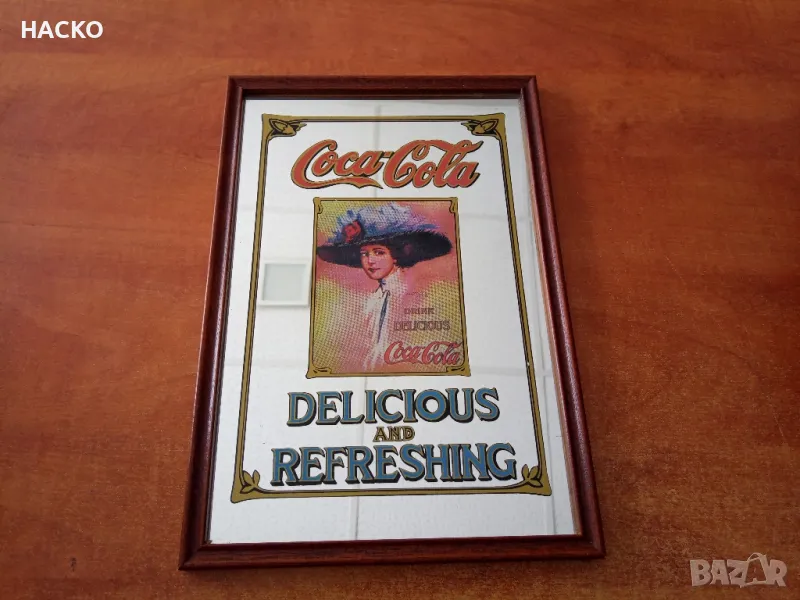 HACKO
Coca-Cola
DRINK
DELICIOUS
Coca-Cola
DELICIOUS
AND
REFRESHING
BAZAR